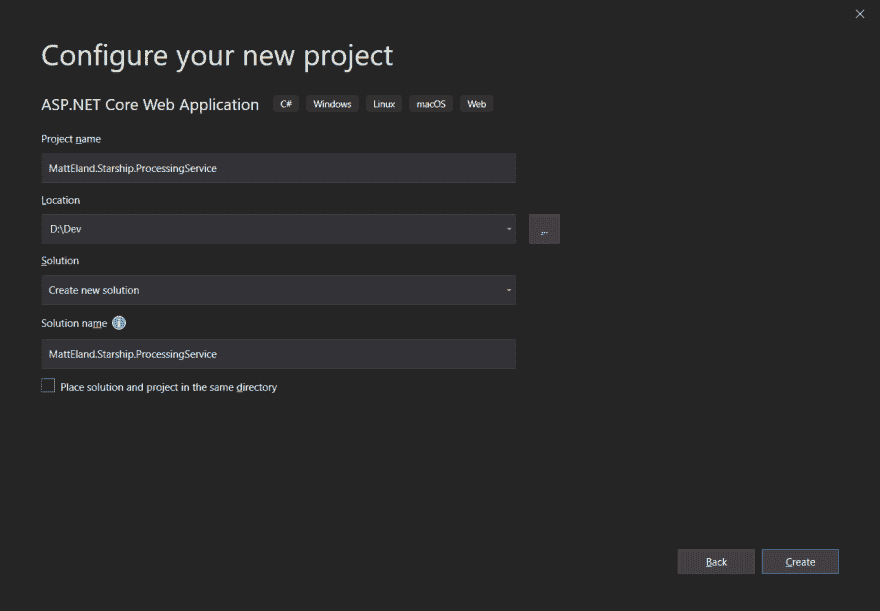 Configure your new project
ASP.NET Core Web Application C# Windows Linux macOS Web
Project name
MattEland.Starship.ProcessingService
Location
D:\Dev
...
Solution
Create new solution
Solution name
MattEland.Starship.ProcessingService
Place solution and project in the same directory
Back Create